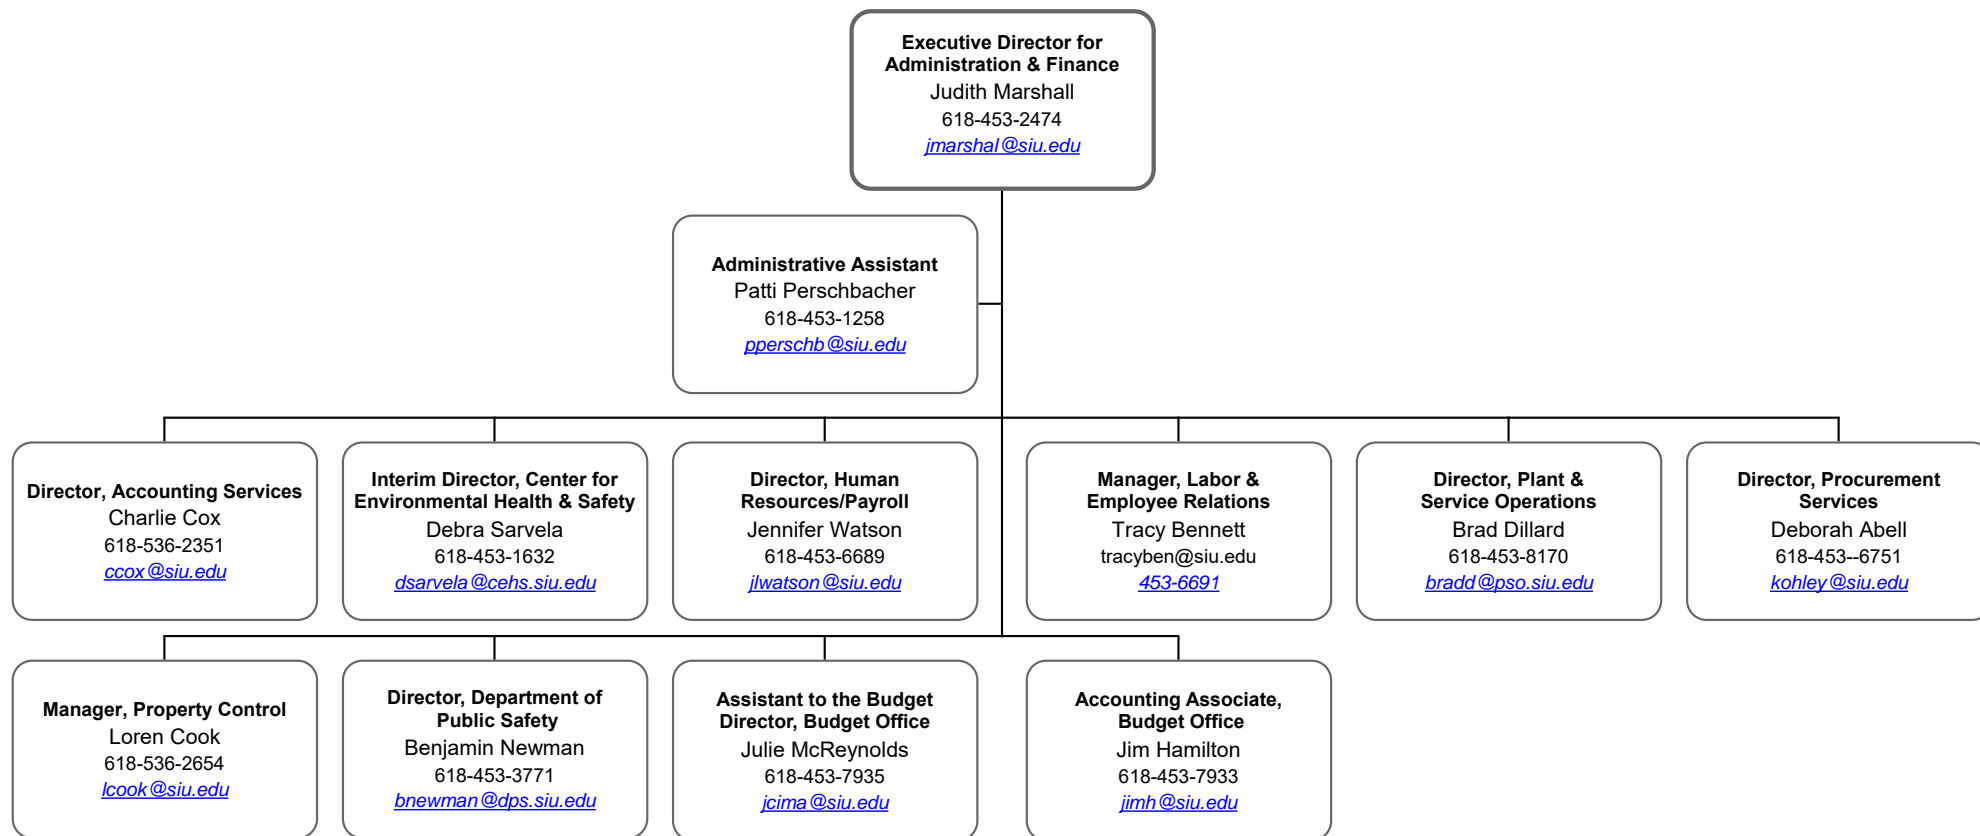 Executive Director for
Administration & Finance
Judith Marshall
618-453-2474
jmarshal@siu.edu
Administrative Assistant
Patti Perschbacher
618-453-1258
pperschb@siu.edu
Director, Accounting Services
Charlie Cox
618-536-2351
ccox@siu.edu
Interim Director, Center for
Environmental Health & Safety
Debra Sarvela
618-453-1632
dsarvela@cehs.siu.edu
Director, Human
Resources/Payroll
Jennifer Watson
618-453-6689
jlwatson@siu.edu
Manager, Labor &
Employee Relations
Tracy Bennett
tracyben@siu.edu
453-6691
Director, Plant &
Service Operations
Brad Dillard
618-453-8170
bradd@pso.siu.edu
Director, Procurement
Services
Deborah Abell
618-453--6751
kohley@siu.edu
Manager, Property Control
Loren Cook
618-536-2654
lcook@siu.edu
Director, Department of
Public Safety
Benjamin Newman
618-453-3771
bnewman@dps.siu.edu
Assistant to the Budget
Director, Budget Office
Julie McReynolds
618-453-7935
jcima@siu.edu
Accounting Associate,
Budget Office
Jim Hamilton
618-453-7933
jimh@siu.edu